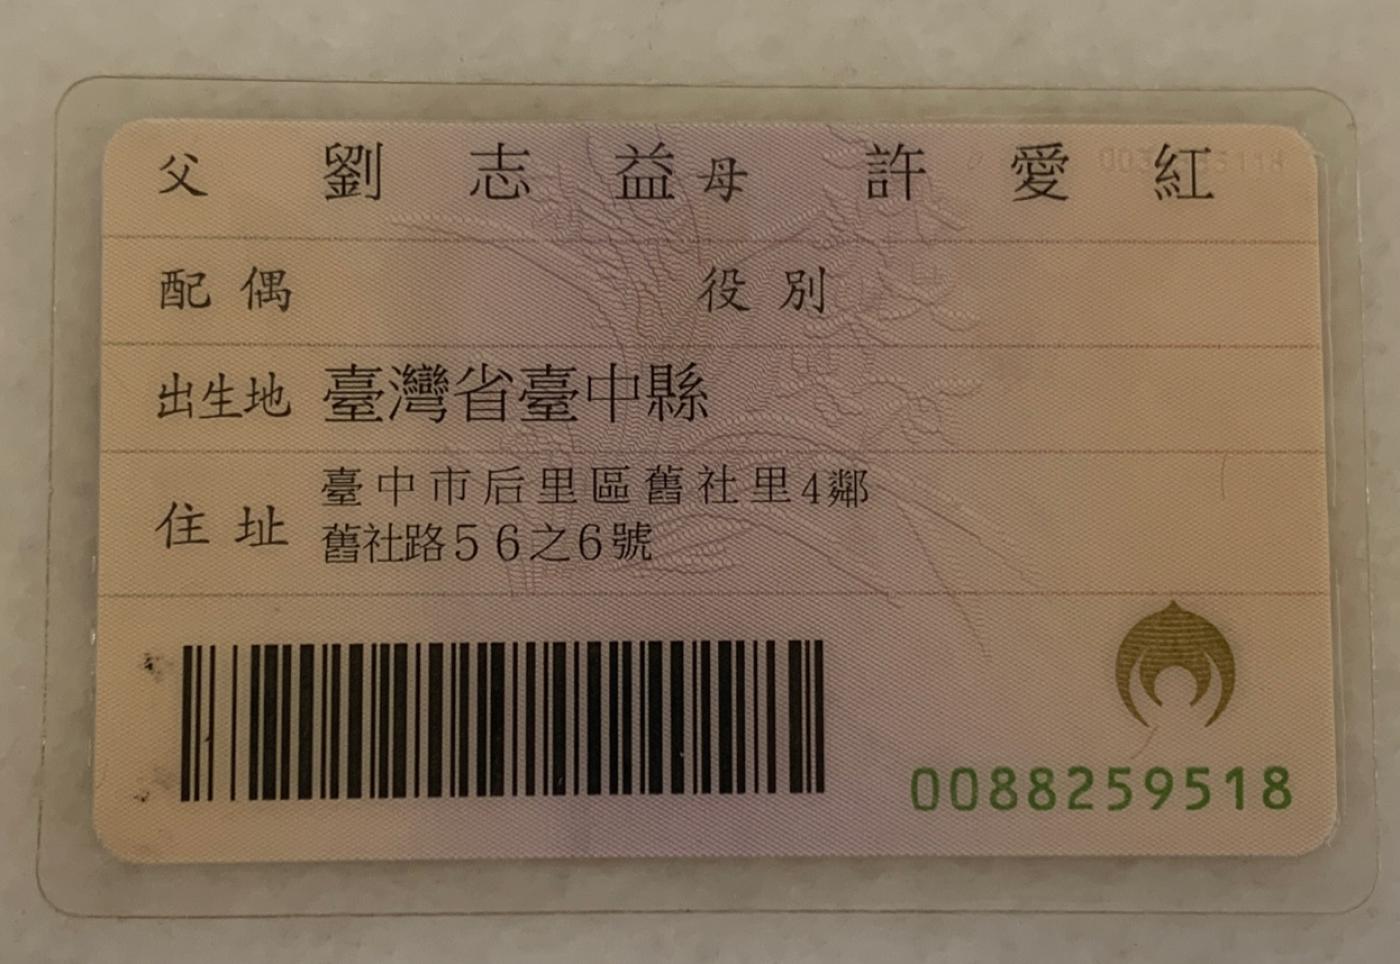 父 劉志益 母 許愛紅
配偶 役別
出生地 臺灣省臺中縣
住址 臺中市后里區舊社里4鄰
舊社路56之6號
0088259518